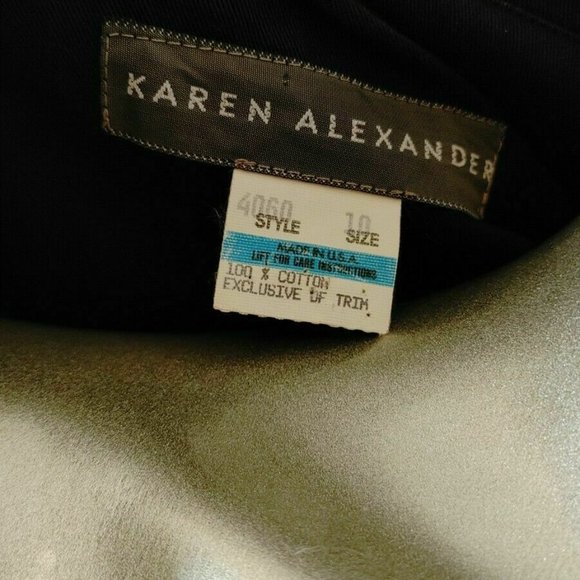 KAREN ALEXANDER
4060 10
STYLE SIZE
MADE IN U.S.A.
LIFT FOR CARE INSTRUCTIONS
100 % COTTON
EXCLUSIVE OF TRIM